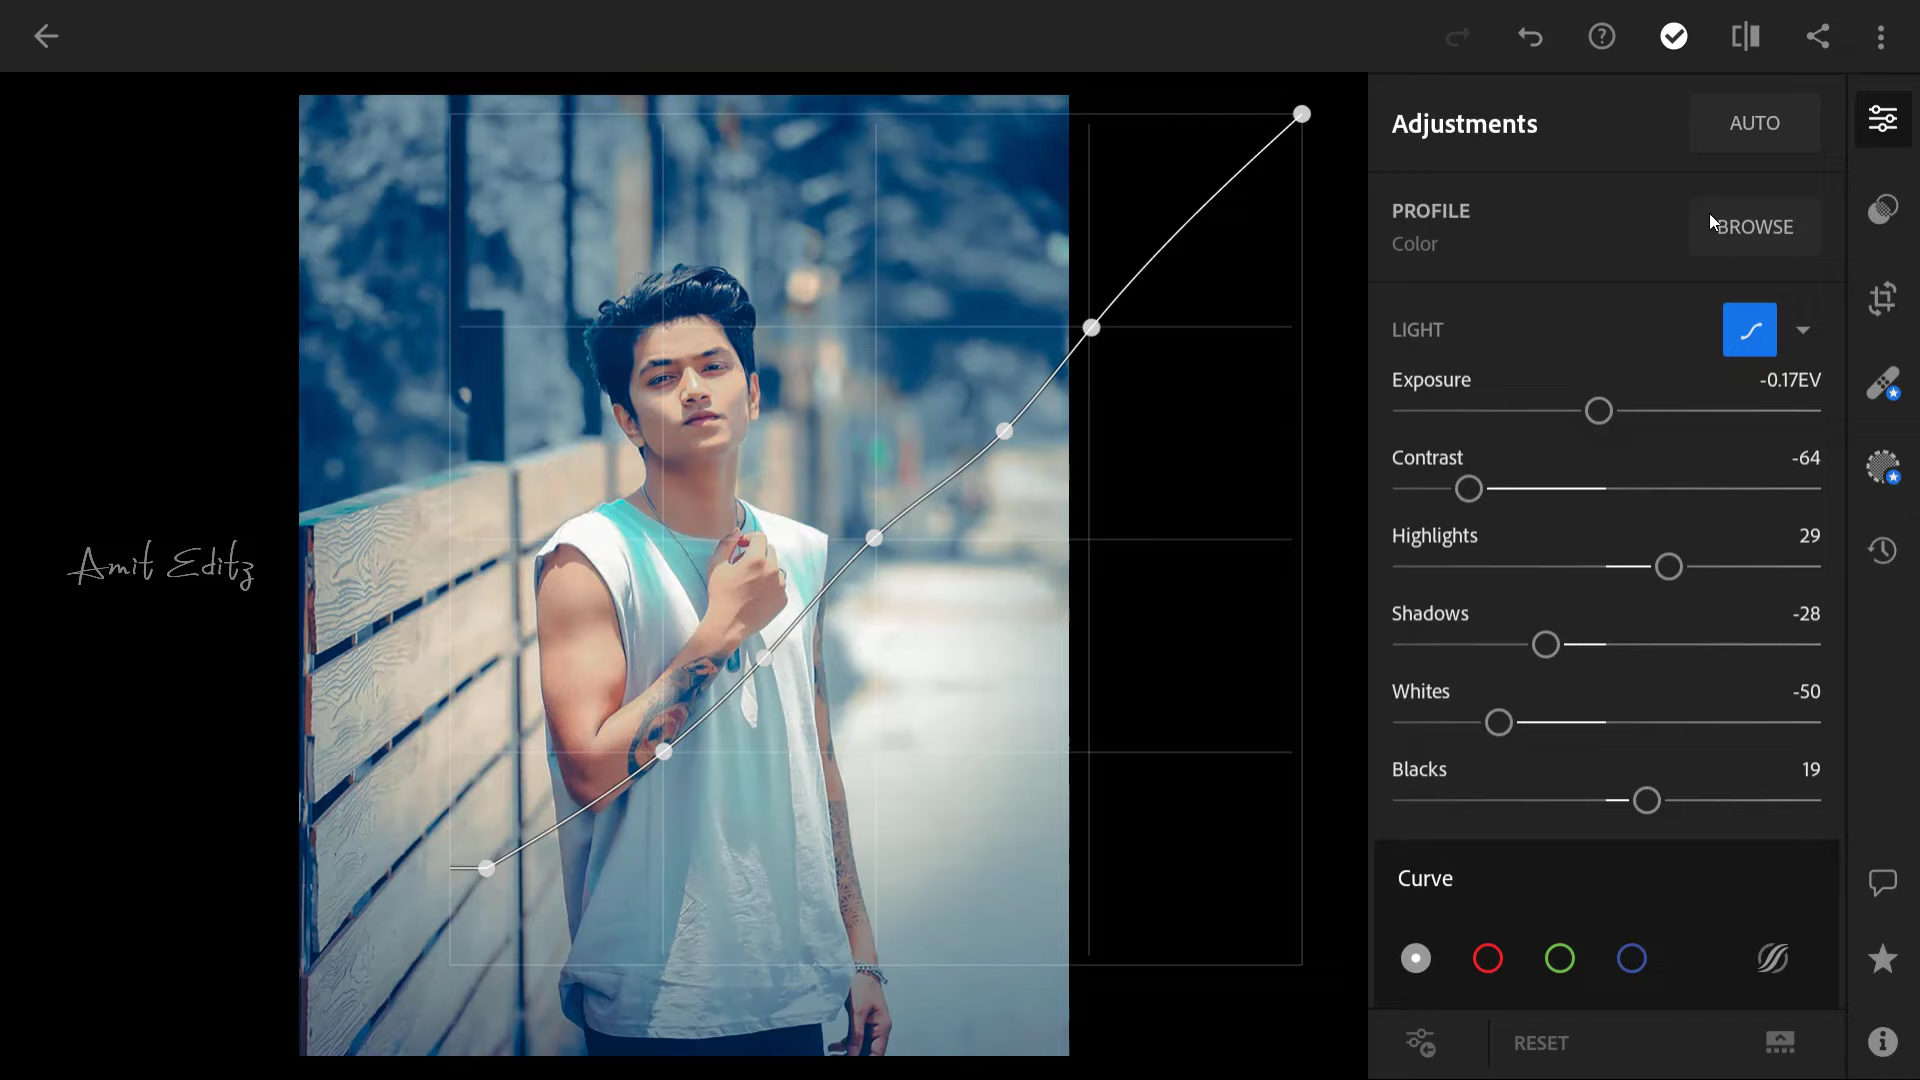 Adjustments
AUTO
PROFILE
Color
BROWSE
LIGHT
Exposure
-0.17EV
Contrast
-64
Highlights
29
Shadows
-28
Whites
-50
Blacks
19
Curve
RESET
Amit Editz